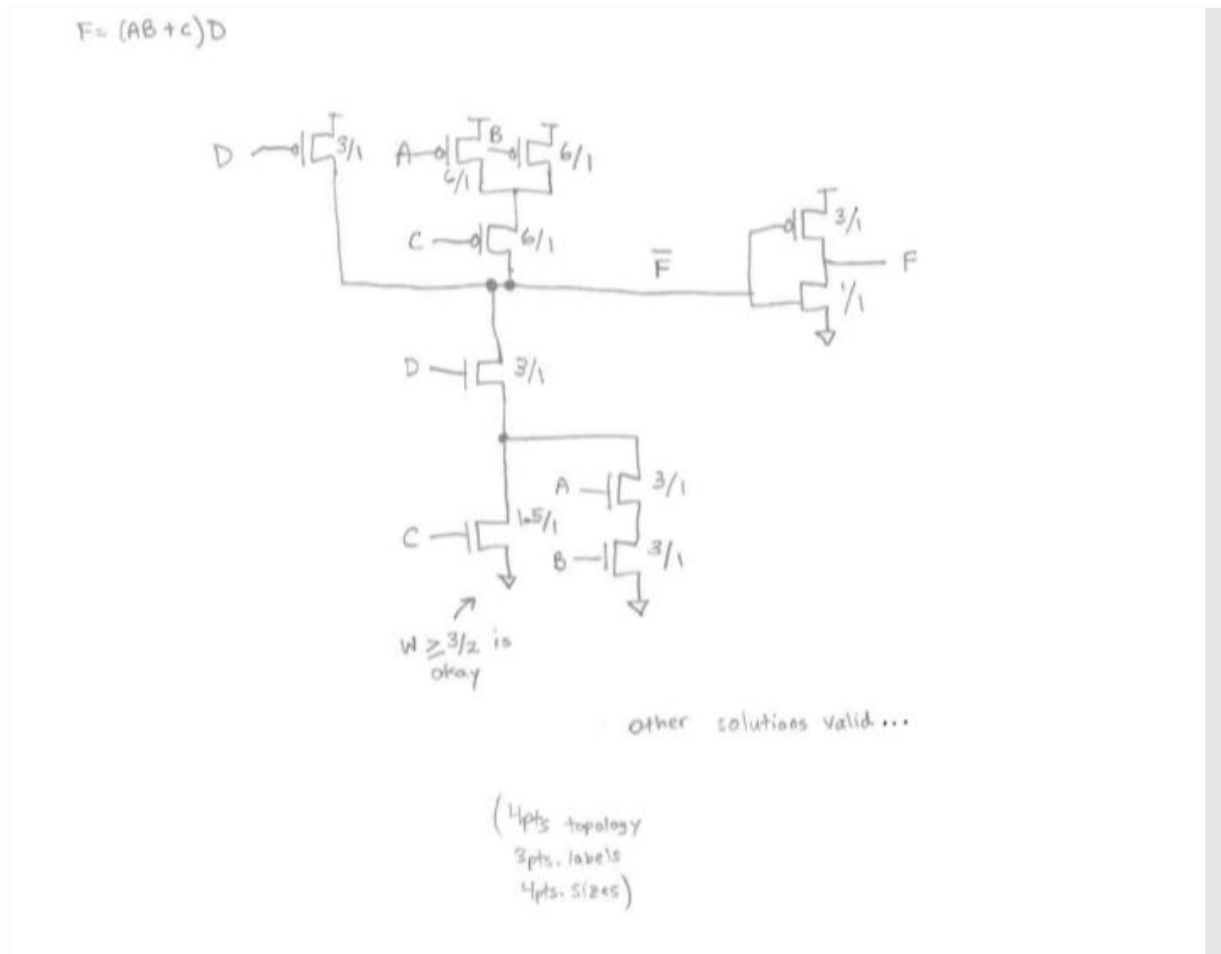 F= (AB + C)D
D
3/1
A
6/1
B
6/1
C
6/1
F̅
3/1
F
1/1
D
3/1
A
3/1
C
1.5/1
B
3/1
W ≥ 3/2 is
okay
other solutions valid...
(4pts topology
3pts. labels
4pts. sizes)